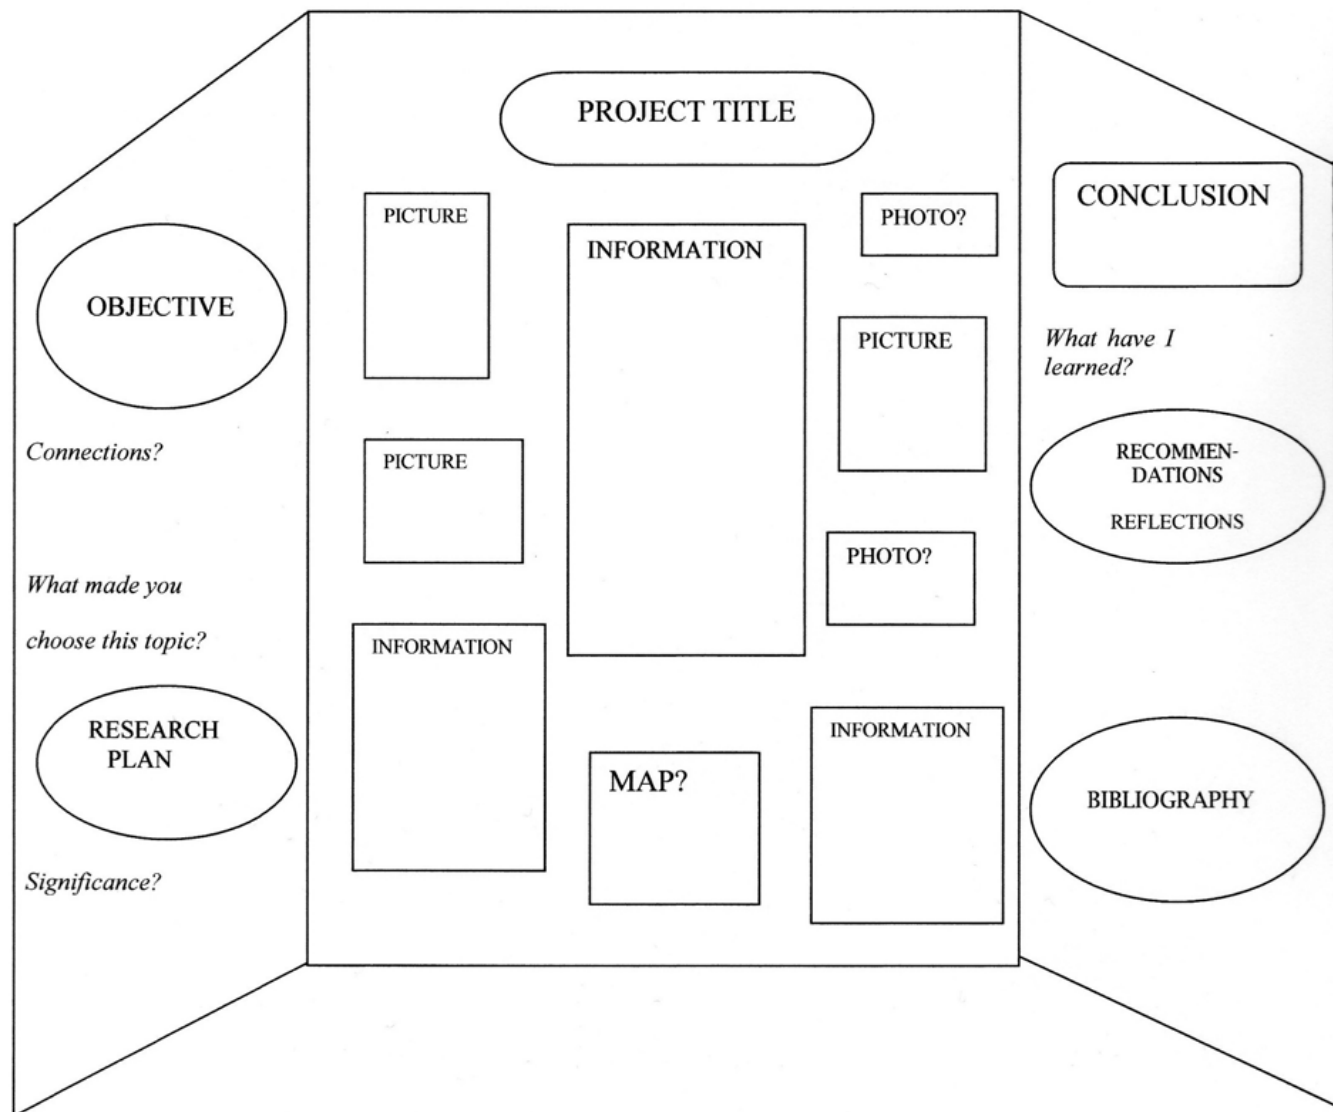 OBJECTIVE
Connections?
What made you
choose this topic?
RESEARCH
PLAN
Significance?
PROJECT TITLE
PICTURE
PICTURE
INFORMATION
INFORMATION
MAP?
PHOTO?
PICTURE
PHOTO?
INFORMATION
CONCLUSION
What have I
learned?
RECOMMEN-
DATIONS
REFLECTIONS
BIBLIOGRAPHY